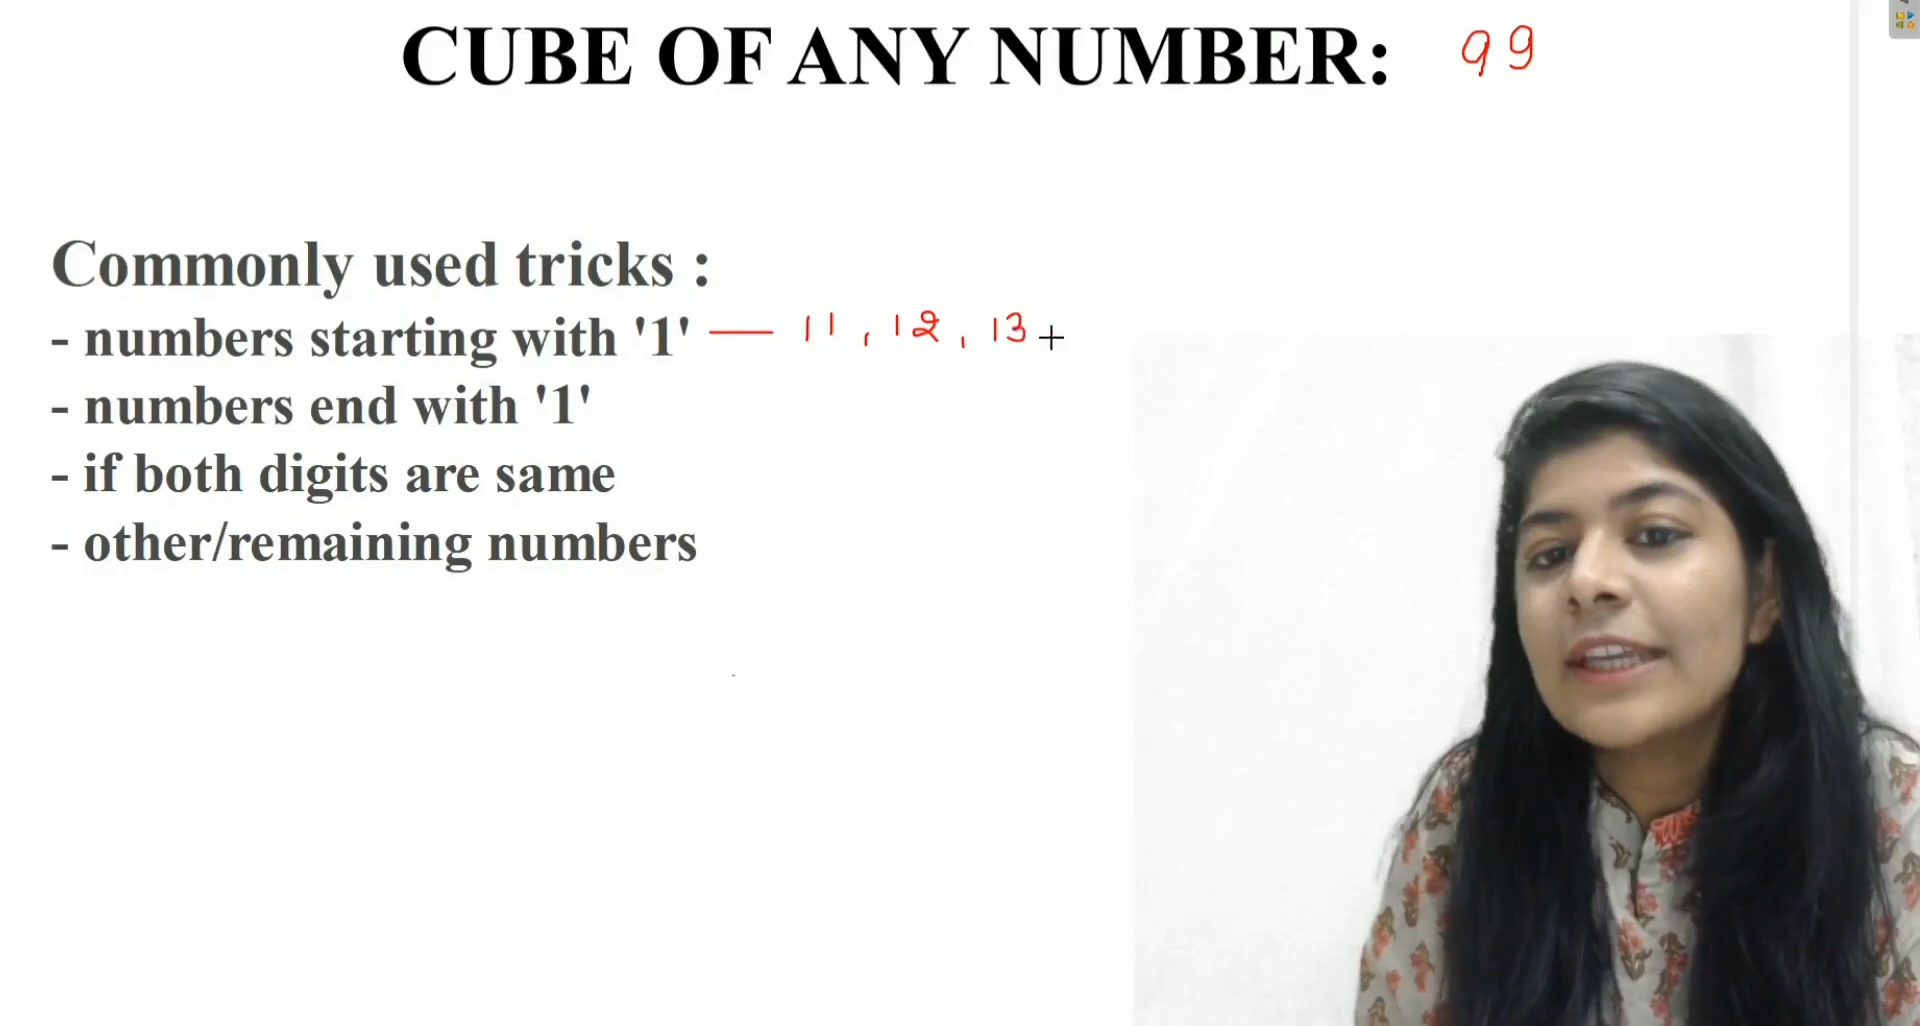 CUBE OF ANY NUMBER: 99
Commonly used tricks :
- numbers starting with '1' — 11, 12, 13
- numbers end with '1'
- if both digits are same
- other/remaining numbers